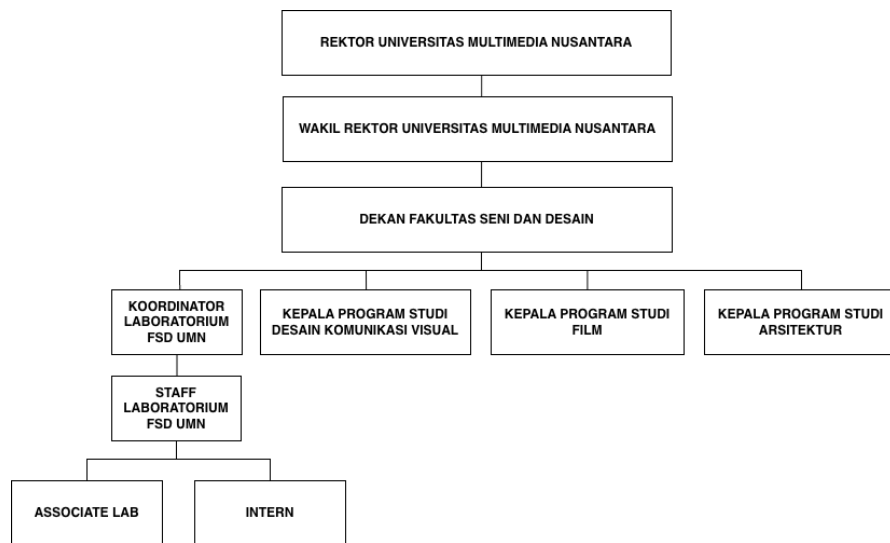 REKTOR UNIVERSITAS MULTIMEDIA NUSANTARA
WAKIL REKTOR UNIVERSITAS MULTIMEDIA NUSANTARA
DEKAN FAKULTAS SENI DAN DESAIN
KOORDINATOR
LABORATORIUM
FSD UMN
KEPALA PROGRAM STUDI
DESAIN KOMUNIKASI VISUAL
KEPALA PROGRAM STUDI
FILM
KEPALA PROGRAM STUDI
ARSITEKTUR
STAFF
LABORATORIUM
FSD UMN
ASSOCIATE LAB
INTERN